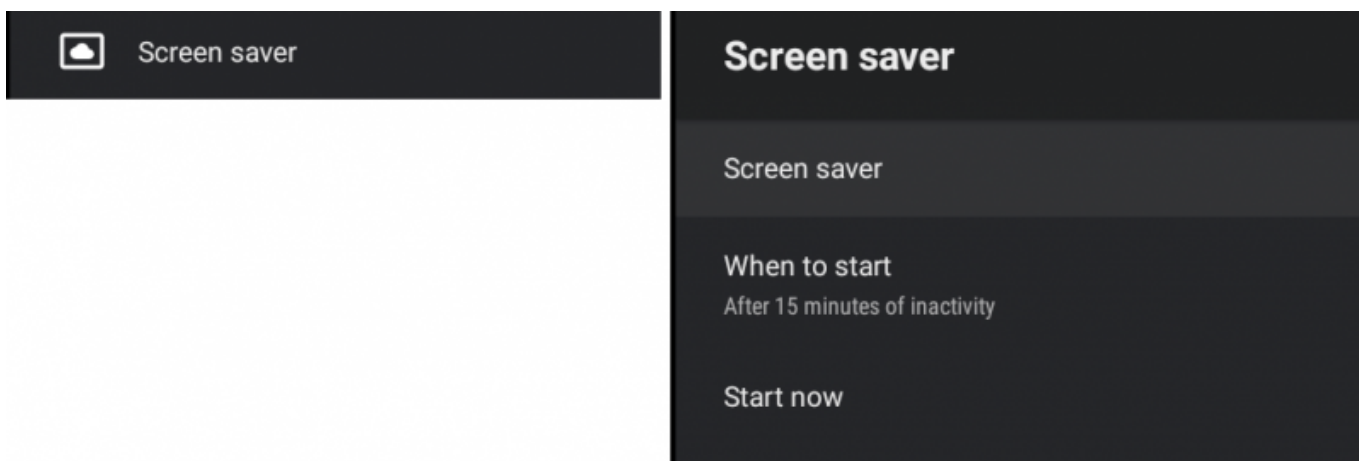 Screen saver
Screen saver
Screen saver
When to start
After 15 minutes of inactivity
Start now